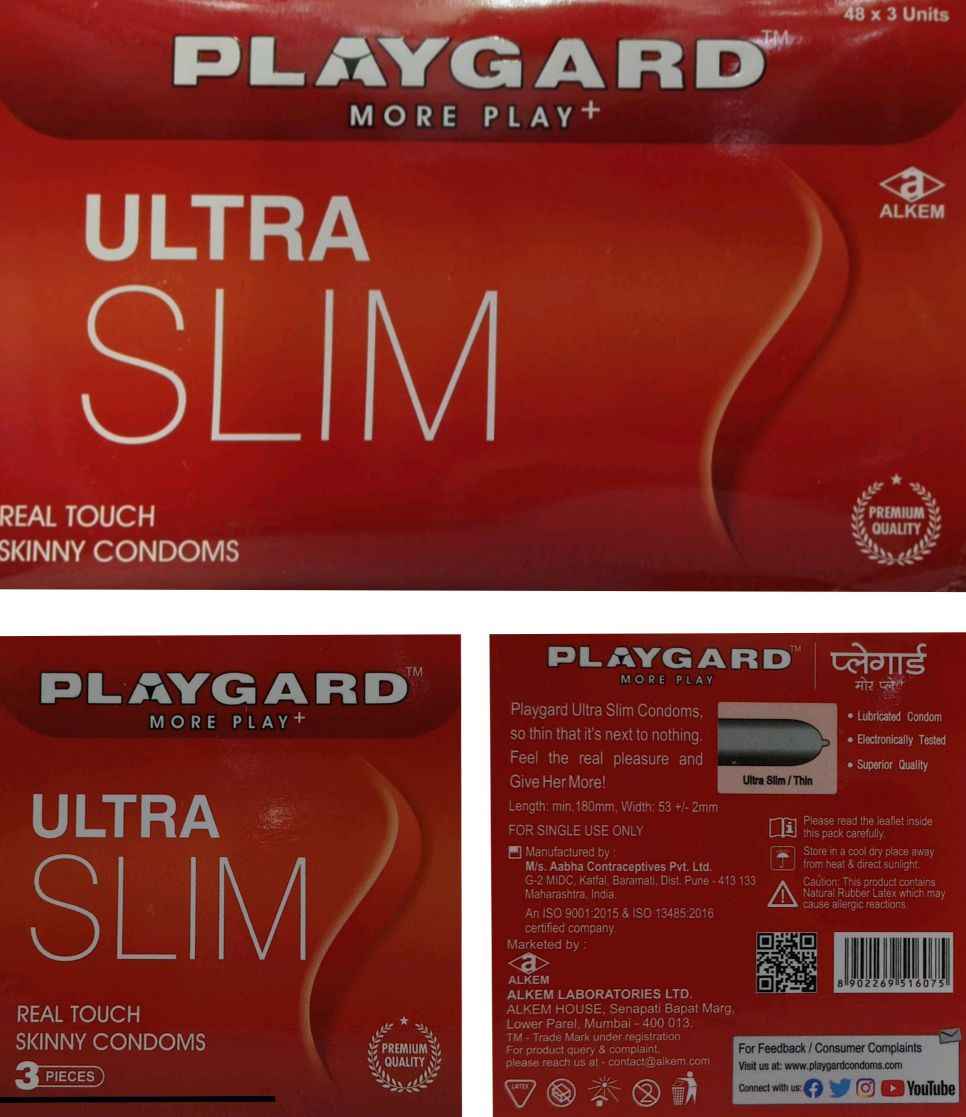 48 x 3 Units
PLAYGARD™
MORE PLAY+
ULTRA
SLIM
a
ALKEM
REAL TOUCH
SKINNY CONDOMS
PREMIUM
QUALITY
PLAYGARD™
MORE PLAY+
ULTRA
SLIM
REAL TOUCH
SKINNY CONDOMS
3 PIECES
PREMIUM
QUALITY
PLAYGARD™
MORE PLAY
प्लेगार्ड
मोर प्ले+
Playgard Ultra Slim Condoms,
so thin that it's next to nothing.
Feel the real pleasure and
Give Her More!
Ultra Slim / Thin
• Lubricated Condom
• Electronically Tested
• Superior Quality
Length: min.180mm, Width: 53 +/- 2mm
FOR SINGLE USE ONLY
Manufactured by :
M/s. Aabha Contraceptives Pvt. Ltd.
G-2 MIDC, Katfal, Baramati, Dist. Pune - 413 133
Maharashtra, India.
An ISO 9001:2015 & ISO 13485:2016
certified company.
Please read the leaflet inside
this pack carefully.
Store in a cool dry place away
from heat & direct sunlight.
Caution: This product contains
Natural Rubber Latex which may
cause allergic reactions.
Marketed by :
a
ALKEM
ALKEM LABORATORIES LTD.
ALKEM HOUSE, Senapati Bapat Marg,
Lower Parel, Mumbai - 400 013.
TM - Trade Mark under registration
For product query & complaint,
please reach us at - contact@alkem.com
8 902269 516075
LATEX
2
For Feedback / Consumer Complaints
Visit us at: www.playgardcondoms.com
Connect with us: YouTube